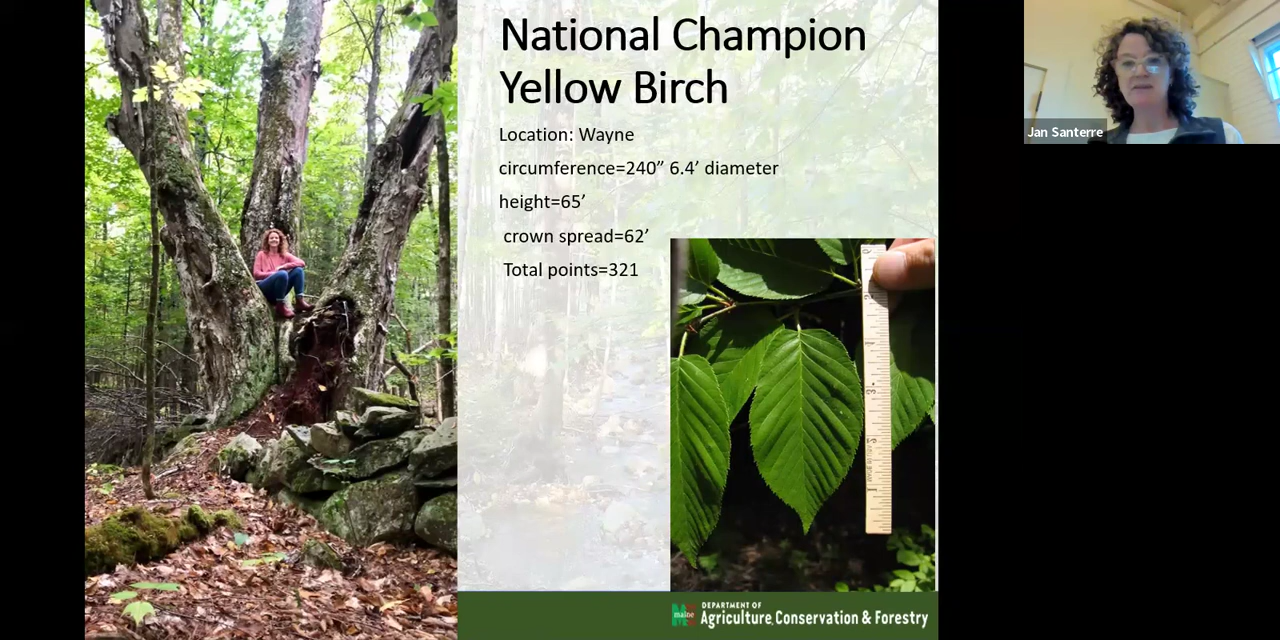 National Champion
Yellow Birch
Location: Wayne
circumference=240” 6.4’ diameter
height=65’
crown spread=62’
Total points=321
Jan Santerre
maine
DEPARTMENT OF
Agriculture, Conservation & Forestry